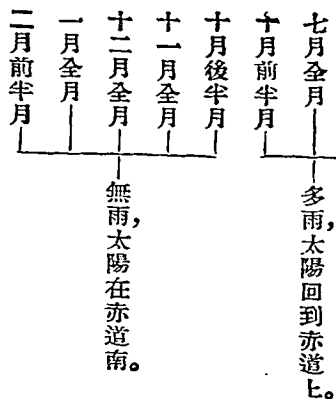 七月全月
十月前半月
多雨，太陽回到赤道上。
十月後半月
十一月全月
十二月全月
一月全月
二月前半月
無雨，太陽在赤道南。